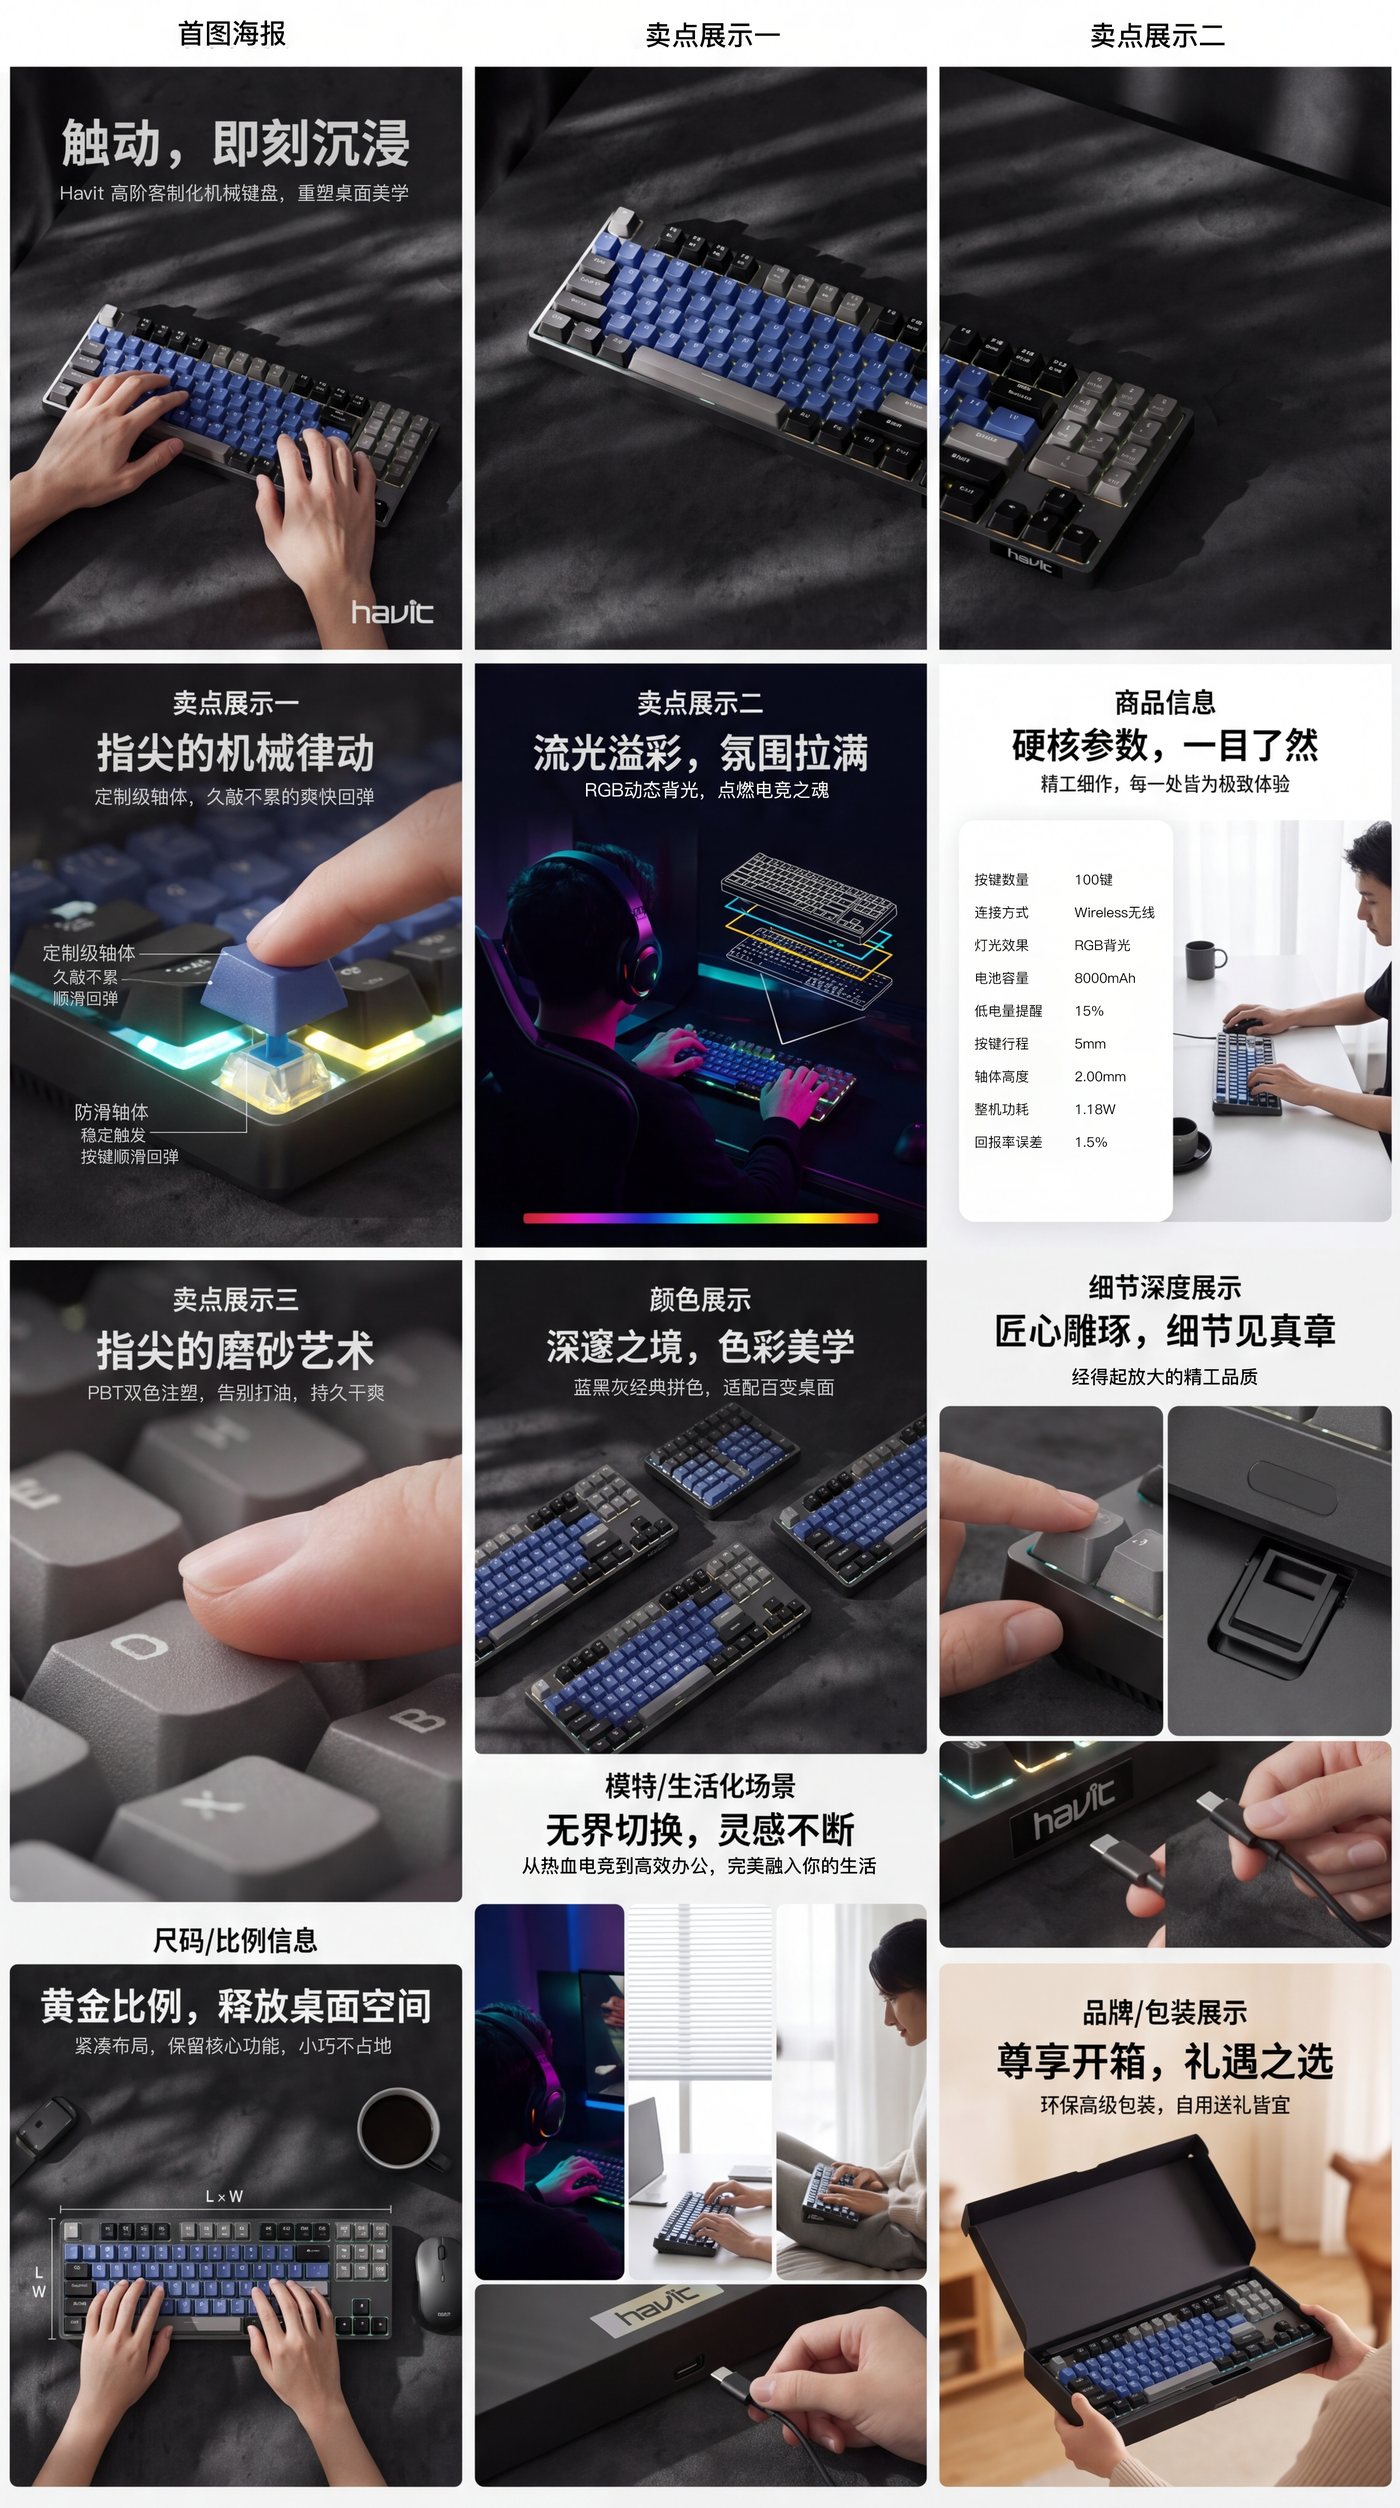 首图海报
卖点展示一
卖点展示二
触动，即刻沉浸
Havit 高阶客制化机械键盘，重塑桌面美学
havit
havit
卖点展示一
指尖的机械律动
定制级轴体，久敲不累的爽快回弹
定制级轴体
久敲不累
顺滑回弹
防滑轴体
稳定触发
按键顺滑回弹
卖点展示二
流光溢彩，氛围拉满
RGB动态背光，点燃电竞之魂
商品信息
硬核参数，一目了然
精工细作，每一处皆为极致体验
按键数量 100键
连接方式 Wireless无线
灯光效果 RGB背光
电池容量 8000mAh
低电量提醒 15%
按键行程 5mm
轴体高度 2.00mm
整机功耗 1.18W
回报率误差 1.5%
卖点展示三
指尖的磨砂艺术
PBT双色注塑，告别打油，持久干爽
B
X
颜色展示
深邃之境，色彩美学
蓝黑灰经典拼色，适配百变桌面
细节深度展示
匠心雕琢，细节见真章
经得起放大的精工品质
havit
模特/生活化场景
无界切换，灵感不断
从热血电竞到高效办公，完美融入你的生活
havit
尺码/比例信息
黄金比例，释放桌面空间
紧凑布局，保留核心功能，小巧不占地
L×W
L
W
品牌/包装展示
尊享开箱，礼遇之选
环保高级包装，自用送礼皆宜